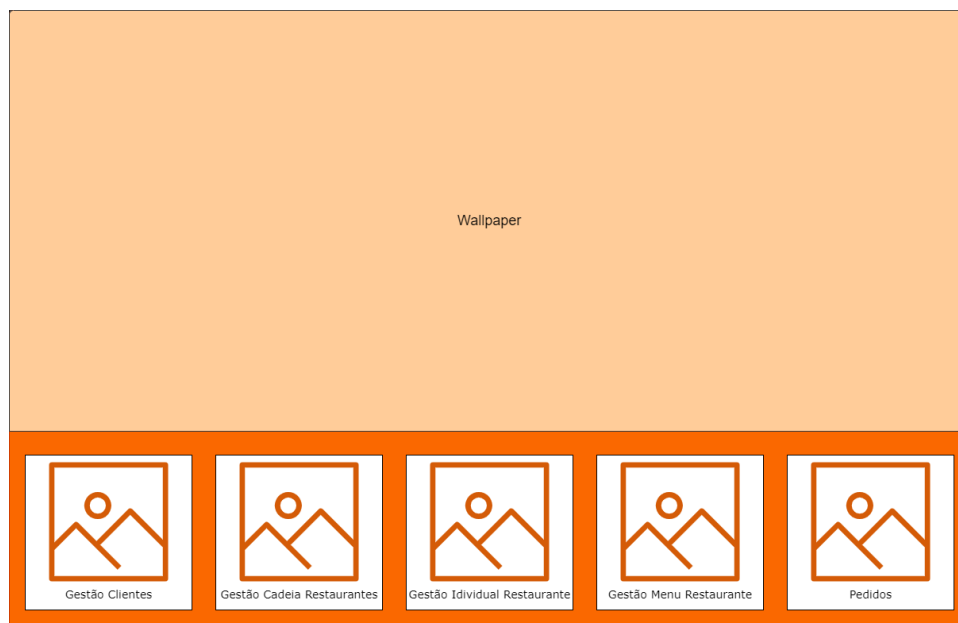 Wallpaper
Gestão Clientes
Gestão Cadeia Restaurantes
Gestão Idividual Restaurante
Gestão Menu Restaurante
Pedidos